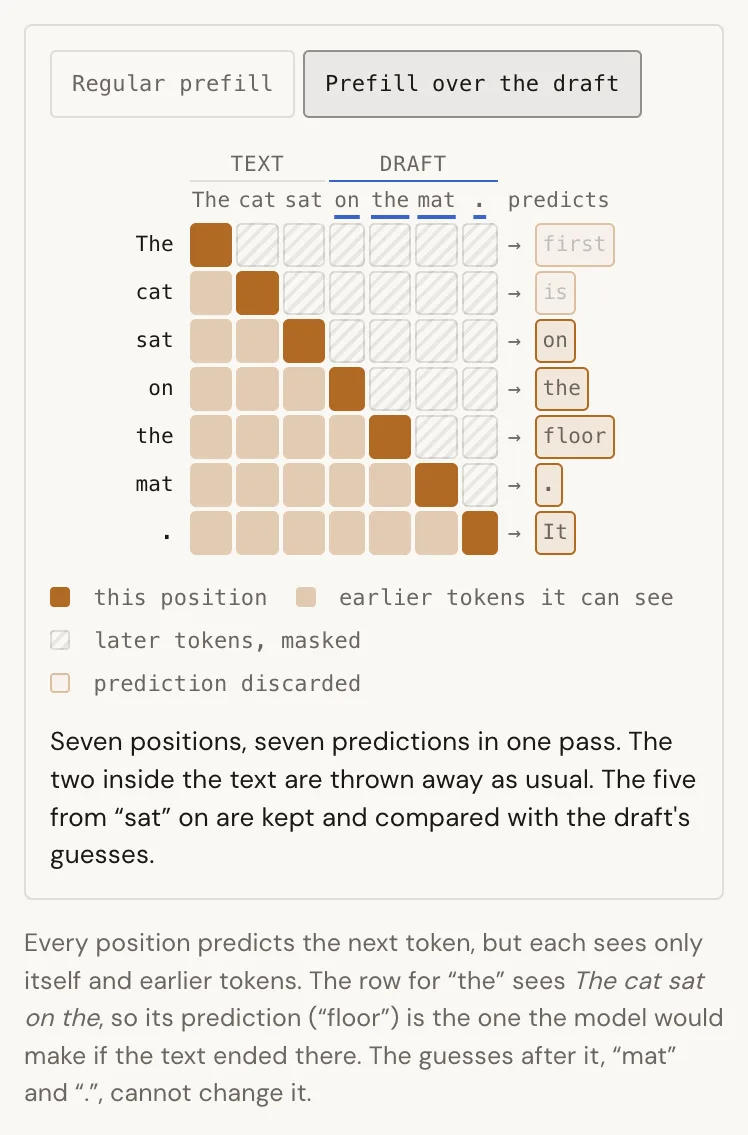 Regular prefill
Prefill over the draft
TEXT DRAFT
The cat sat on the mat . predicts
The → first
cat → is
sat → on
on → the
the → floor
mat → .
. → It
this position
earlier tokens it can see
later tokens, masked
prediction discarded
Seven positions, seven predictions in one pass. The
two inside the text are thrown away as usual. The five
from “sat” on are kept and compared with the draft's
guesses.
Every position predicts the next token, but each sees only
itself and earlier tokens. The row for “the” sees The cat sat
on the, so its prediction (“floor”) is the one the model would
make if the text ended there. The guesses after it, “mat”
and “.”, cannot change it.